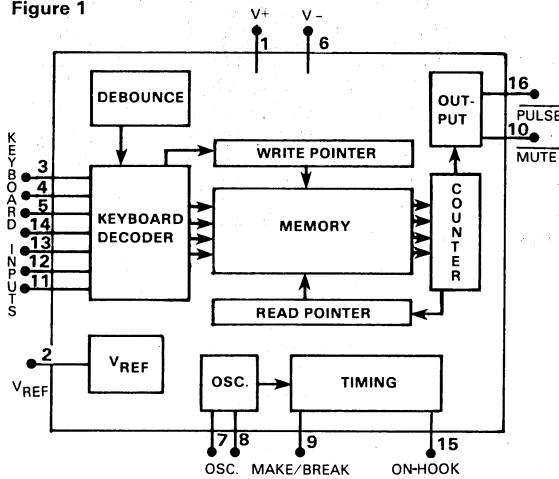 Figure 1
V+
V-
1
6
DEBOUNCE
OUT-
PUT
16
PULSE
10
MUTE
KEYBOARD INPUTS
3
4
5
14
13
12
11
KEYBOARD
DECODER
WRITE POINTER
MEMORY
READ POINTER
COUNTER
2
VREF
VREF
OSC.
TIMING
7
8
9
15
OSC.
MAKE/BREAK
ON-HOOK